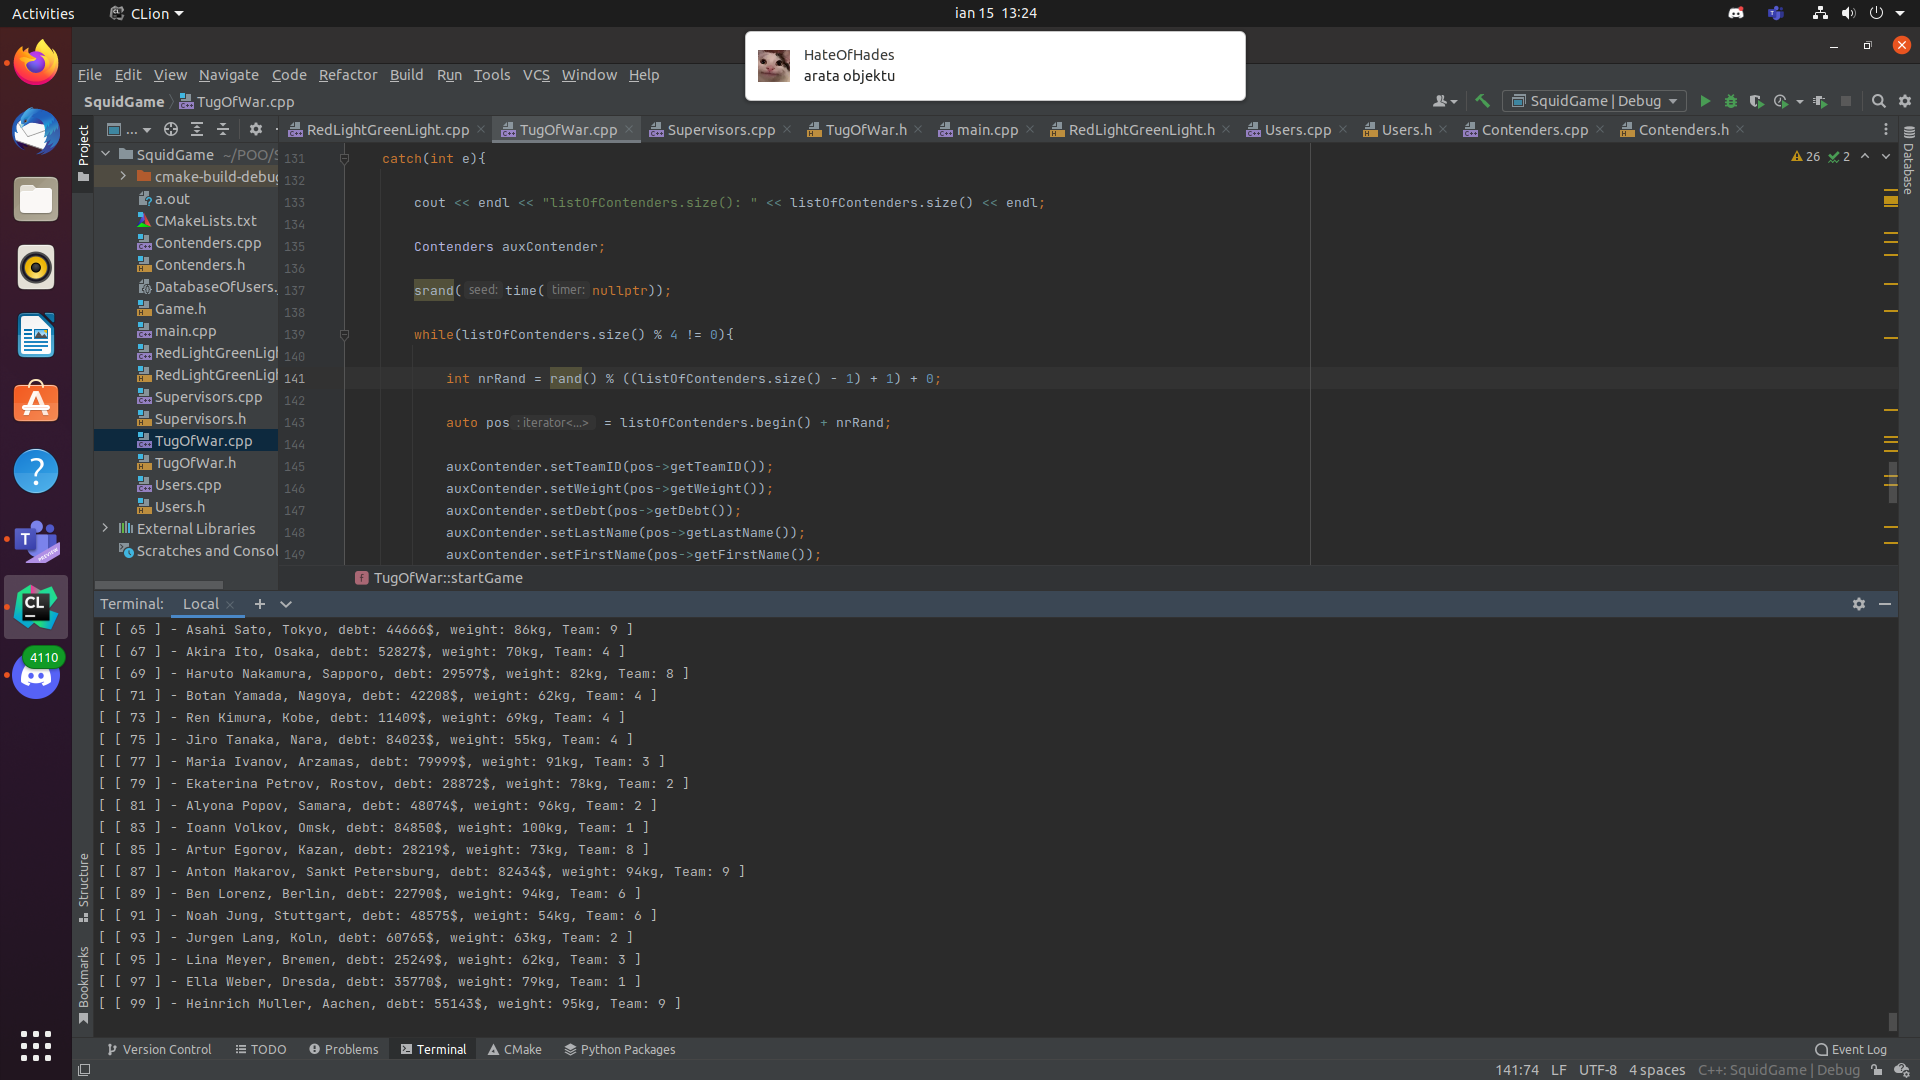 Activities
CLion
ian 15 13:24
HateOfHades
arata objektu
File Edit View Navigate Code Refactor Build Run Tools VCS Window Help
SquidGame TugOfWar.cpp
SquidGame | Debug
Project
...
RedLightGreenLight.cpp TugOfWar.cpp Supervisors.cpp TugOfWar.h main.cpp RedLightGreenLight.h Users.cpp Users.h Contenders.cpp Contenders.h
Database
SquidGame ~/POO/S
cmake-build-debug
a.out
CMakeLists.txt
Contenders.cpp
Contenders.h
DatabaseOfUsers.
Game.h
main.cpp
RedLightGreenLigh
RedLightGreenLigh
Supervisors.cpp
Supervisors.h
TugOfWar.cpp
TugOfWar.h
Users.cpp
Users.h
External Libraries
Scratches and Consol
26 2
131 catch(int e){
132
133 cout << endl << "listOfContenders.size(): " << listOfContenders.size() << endl;
134
135 Contenders auxContender;
136
137 srand( seed: time( timer: nullptr));
138
139 while(listOfContenders.size() % 4 != 0){
140
141 int nrRand = rand() % ((listOfContenders.size() - 1) + 1) + 0;
142
143 auto pos : iterator<...> = listOfContenders.begin() + nrRand;
144
145 auxContender.setTeamID(pos->getTeamID());
146 auxContender.setWeight(pos->getWeight());
147 auxContender.setDebt(pos->getDebt());
148 auxContender.setLastName(pos->getLastName());
149 auxContender.setFirstName(pos->getFirstName());
f TugOfWar::startGame
Terminal: Local
[ [ 65 ] - Asahi Sato, Tokyo, debt: 44666$, weight: 86kg, Team: 9 ]
[ [ 67 ] - Akira Ito, Osaka, debt: 52827$, weight: 70kg, Team: 4 ]
[ [ 69 ] - Haruto Nakamura, Sapporo, debt: 29597$, weight: 82kg, Team: 8 ]
[ [ 71 ] - Botan Yamada, Nagoya, debt: 42208$, weight: 62kg, Team: 4 ]
[ [ 73 ] - Ren Kimura, Kobe, debt: 11409$, weight: 69kg, Team: 4 ]
[ [ 75 ] - Jiro Tanaka, Nara, debt: 84023$, weight: 55kg, Team: 4 ]
[ [ 77 ] - Maria Ivanov, Arzamas, debt: 79999$, weight: 91kg, Team: 3 ]
[ [ 79 ] - Ekaterina Petrov, Rostov, debt: 28872$, weight: 78kg, Team: 2 ]
[ [ 81 ] - Alyona Popov, Samara, debt: 48074$, weight: 96kg, Team: 2 ]
[ [ 83 ] - Ioann Volkov, Omsk, debt: 84850$, weight: 100kg, Team: 1 ]
[ [ 85 ] - Artur Egorov, Kazan, debt: 28219$, weight: 73kg, Team: 8 ]
[ [ 87 ] - Anton Makarov, Sankt Petersburg, debt: 82434$, weight: 94kg, Team: 9 ]
[ [ 89 ] - Ben Lorenz, Berlin, debt: 22790$, weight: 94kg, Team: 6 ]
[ [ 91 ] - Noah Jung, Stuttgart, debt: 48575$, weight: 54kg, Team: 6 ]
[ [ 93 ] - Jurgen Lang, Koln, debt: 60765$, weight: 63kg, Team: 2 ]
[ [ 95 ] - Lina Meyer, Bremen, debt: 25249$, weight: 62kg, Team: 3 ]
[ [ 97 ] - Ella Weber, Dresda, debt: 35770$, weight: 79kg, Team: 1 ]
[ [ 99 ] - Heinrich Muller, Aachen, debt: 55143$, weight: 95kg, Team: 9 ]
Structure
Bookmarks
CL
4110
Version Control TODO Problems Terminal CMake Python Packages
Event Log
141:74 LF UTF-8 4 spaces C++: SquidGame | Debug